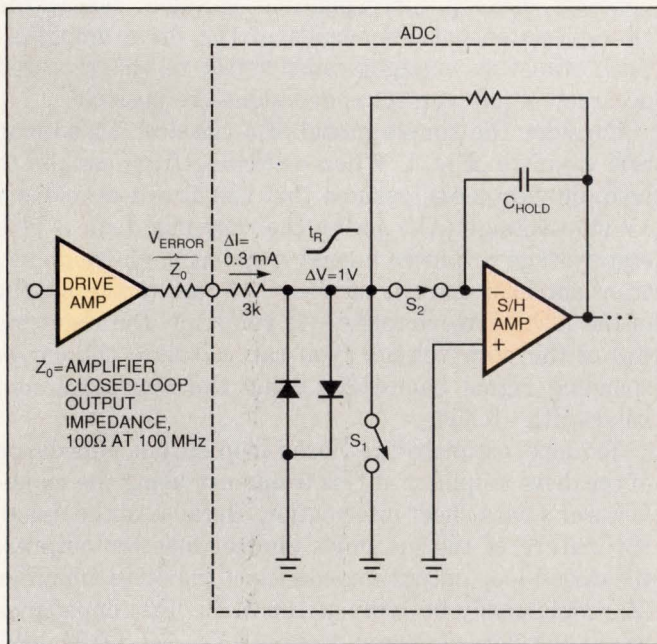 ADC
V_ERROR
Z_0
ΔI=
0.3 mA
t_R
ΔV=1V
3k
C_HOLD
DRIVE
AMP
S_2
−
S/H
AMP
+
Z_0=AMPLIFIER
CLOSED-LOOP
OUTPUT
IMPEDANCE,
100Ω AT 100 MHz
S_1